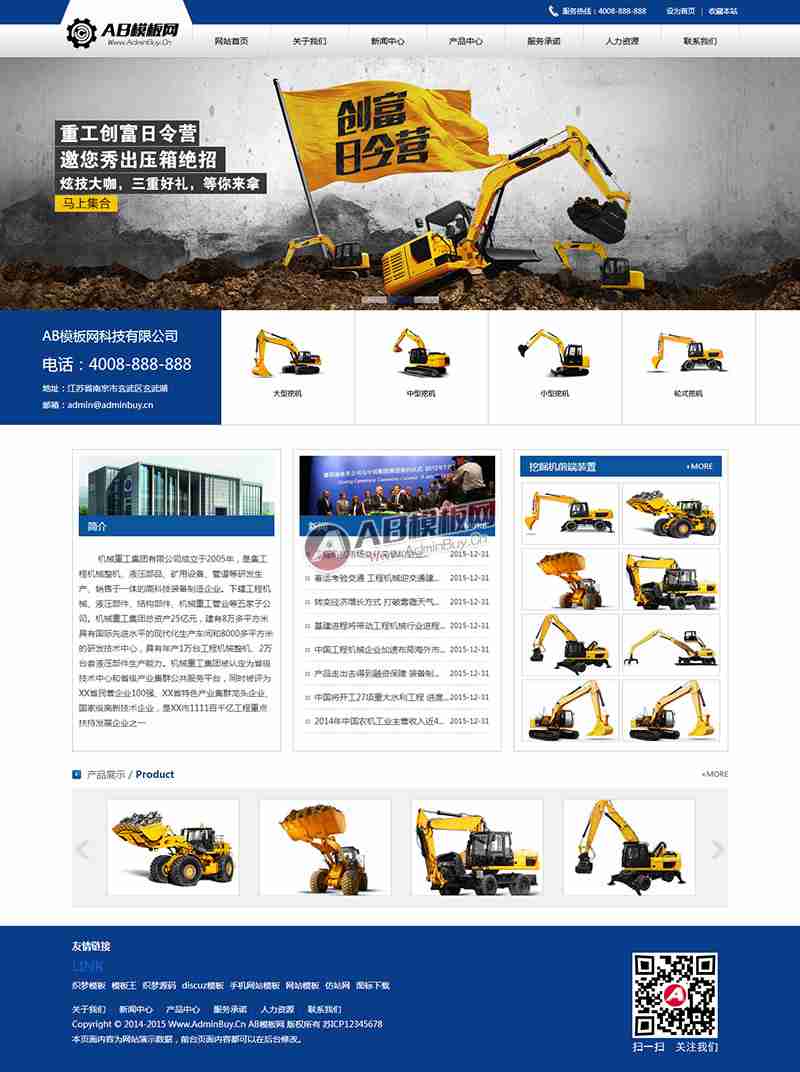 服务热线：4008-888-888 设为首页 | 收藏本站
AB模板网
Www.AdminBuy.Cn
网站首页 关于我们 新闻中心 产品中心 服务承诺 人力资源 联系我们
创富
日令营
重工创富日令营
邀您秀出压箱绝招
炫技大咖，三重好礼，等你来拿
马上集合
AB模板网科技有限公司
电话：4008-888-888
地址：江苏省南京市玄武区玄武湖
邮箱：admin@adminbuy.cn
大型挖机 中型挖机 小型挖机 轮式挖机
简介
机械重工集团有限公司成立于2005年，是集工
程机械整机、液压部品、矿用设备、管道等研发生
产、销售于一体的高科技装备制造企业。下建工程机
械、液压部件、结构部件、机械重工管业等五家子公
司。机械重工集团总资产25亿元，建有8万多平方米
具有国际先进水平的现代化生产车间和8000多平方米
的研发技术中心，具有年产1万台工程机械整机、2万
台套液压部件生产能力。机械重工集团被认定为省级
技术中心和省级产业集群公共服务平台，同时被评为
XX省民营企业100强、XX省特色产业集群龙头企业、
国家级高新技术企业，是XX市1111百千亿工程重点
扶持发展企业之一
AB模板网
Www.AdminBuy.Cn
2015-12-31
著话考验交通 工程机械迎交通建... 2015-12-31
转变经济增长方式 打破雾霾天气... 2015-12-31
基建进程将带动工程机械行业进程... 2015-12-31
中国工程机械企业加速布局海外市... 2015-12-31
产品走出去得到融资保障 装备制... 2015-12-31
中国将开工27项重大水利工程 进度... 2015-12-31
2014年中国农机工业主营收入近4... 2015-12-31
挖掘机前端装置 +MORE
产品展示 / Product +MORE
友情链接
LINK
织梦模板 模板王 织梦源码 discuz模板 手机网站模板 网站模板 仿站网 图标下载
关于我们 新闻中心 产品中心 服务承诺 人力资源 联系我们
Copyright © 2014-2015 Www.AdminBuy.Cn AB模板网 版权所有 苏ICP12345678
本页面内容为网站演示数据，前台页面内容都可以在后台修改。
扫一扫 关注我们